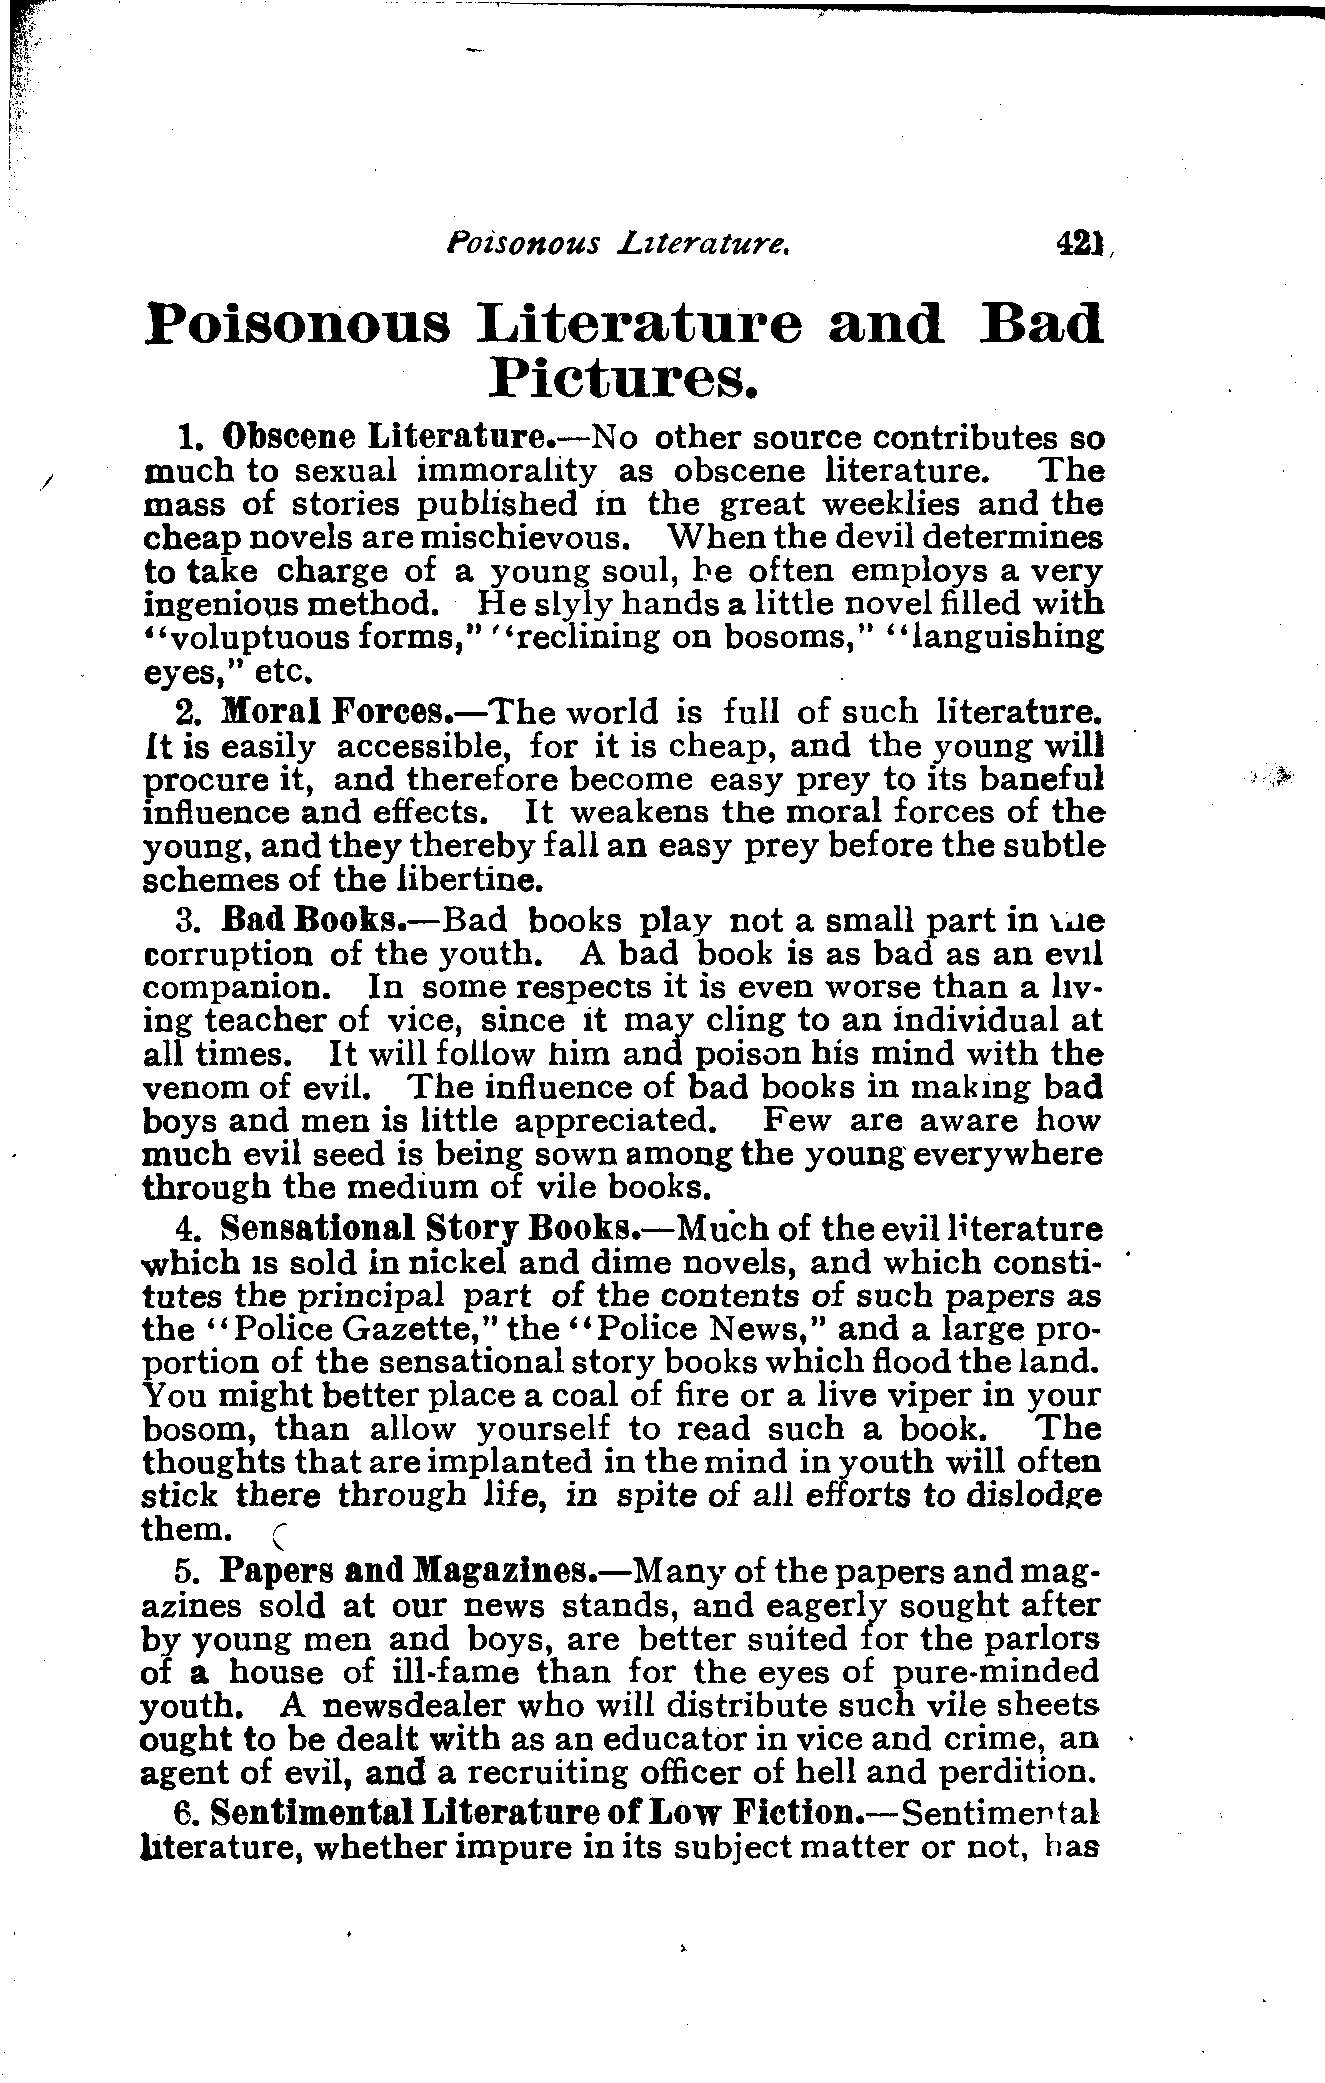 Poisonous Literature. 421
Poisonous Literature and Bad
Pictures.
1. Obscene Literature.—No other source contributes so
much to sexual immorality as obscene literature. The
mass of stories published in the great weeklies and the
cheap novels are mischievous. When the devil determines
to take charge of a young soul, he often employs a very
ingenious method. He slyly hands a little novel filled with
"voluptuous forms," "reclining on bosoms," "languishing
eyes," etc.
2. Moral Forces.—The world is full of such literature.
It is easily accessible, for it is cheap, and the young will
procure it, and therefore become easy prey to its baneful
influence and effects. It weakens the moral forces of the
young, and they thereby fall an easy prey before the subtle
schemes of the libertine.
3. Bad Books.—Bad books play not a small part in the
corruption of the youth. A bad book is as bad as an evil
companion. In some respects it is even worse than a liv-
ing teacher of vice, since it may cling to an individual at
all times. It will follow him and poison his mind with the
venom of evil. The influence of bad books in making bad
boys and men is little appreciated. Few are aware how
much evil seed is being sown among the young everywhere
through the medium of vile books.
4. Sensational Story Books.—Much of the evil literature
which is sold in nickel and dime novels, and which consti-
tutes the principal part of the contents of such papers as
the "Police Gazette," the "Police News," and a large pro-
portion of the sensational story books which flood the land.
You might better place a coal of fire or a live viper in your
bosom, than allow yourself to read such a book. The
thoughts that are implanted in the mind in youth will often
stick there through life, in spite of all efforts to dislodge
them.
5. Papers and Magazines.—Many of the papers and mag-
azines sold at our news stands, and eagerly sought after
by young men and boys, are better suited for the parlors
of a house of ill-fame than for the eyes of pure-minded
youth. A newsdealer who will distribute such vile sheets
ought to be dealt with as an educator in vice and crime, an
agent of evil, and a recruiting officer of hell and perdition.
6. Sentimental Literature of Low Fiction.—Sentimental
literature, whether impure in its subject matter or not, has